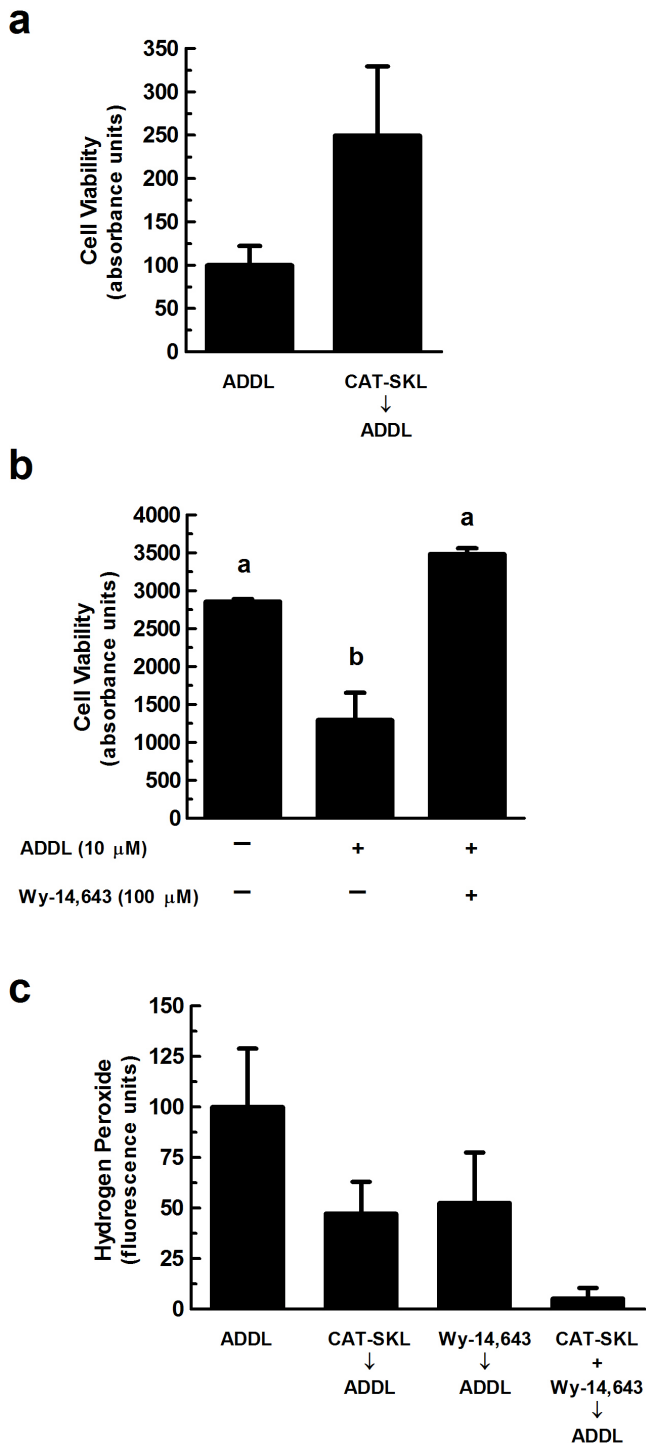 a
Cell Viability
(absorbance units)
350
300
250
200
150
100
50
0
ADDL
CAT-SKL
↓
ADDL
b
Cell Viability
(absorbance units)
4000
3500
3000
2500
2000
1500
1000
500
0
a
b
a
ADDL (10 μM) – + +
Wy-14,643 (100 μM) – – +
c
Hydrogen Peroxide
(fluorescence units)
150
125
100
75
50
25
0
ADDL
CAT-SKL
↓
ADDL
Wy-14,643
↓
ADDL
CAT-SKL
+
Wy-14,643
↓
ADDL